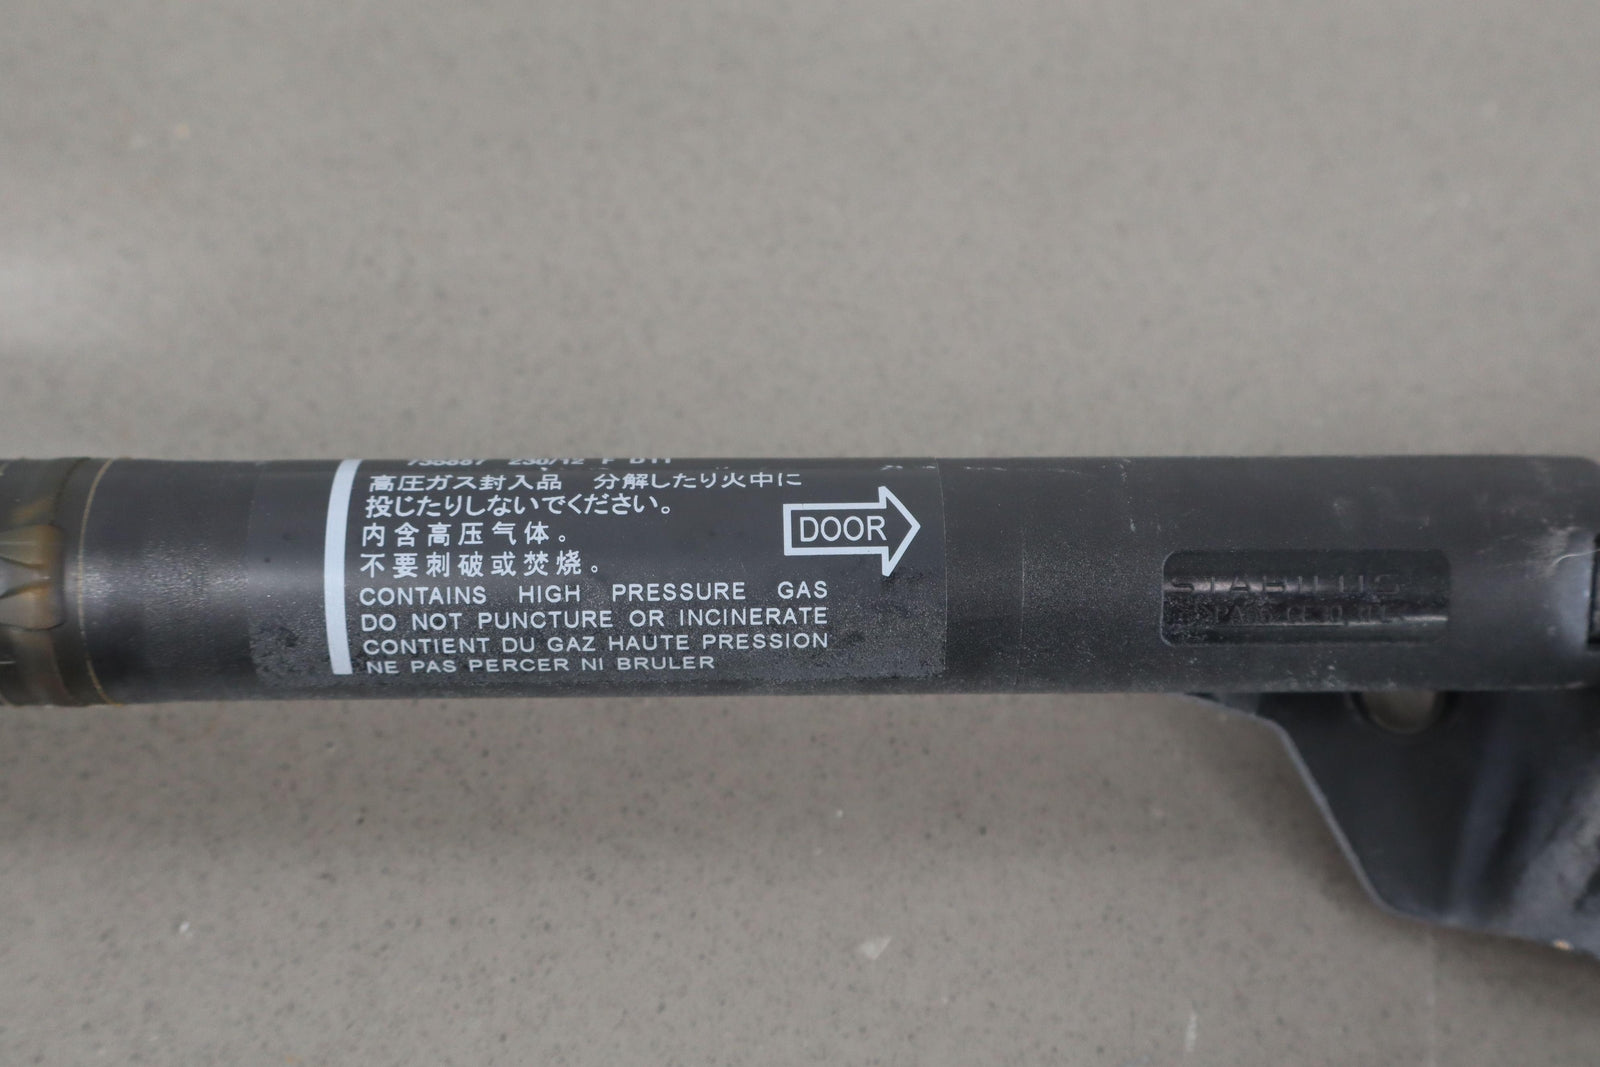 高圧ガス封入品 分解したり火中に
投じたりしないでください。
内含高压气体。
不要刺破或焚烧。
DOOR
CONTAINS HIGH PRESSURE GAS
DO NOT PUNCTURE OR INCINERATE
CONTIENT DU GAZ HAUTE PRESSION
NE PAS PERCER NI BRULER
STABILUS